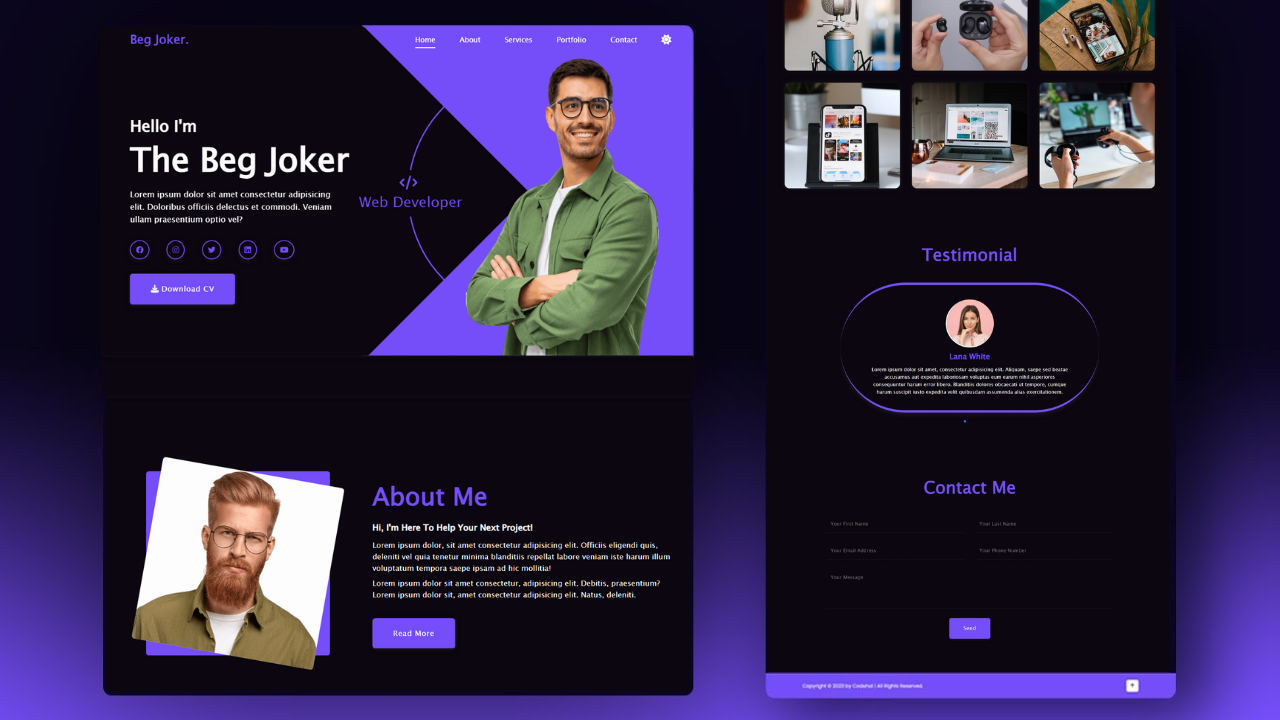 Beg Joker.
Home About Services Portfolio Contact
Hello I'm
The Beg Joker
Lorem ipsum dolor sit amet consectetur adipisicing
elit. Doloribus officiis delectus et commodi. Veniam
ullam praesentium optio vel?
Download CV
</>
Web Developer
About Me
Hi, I'm Here To Help Your Next Project!
Lorem ipsum dolor, sit amet consectetur adipisicing elit. Officiis eligendi quis,
deleniti vel quia tenetur minima blanditiis repellat labore veniam iste harum illum
voluptatum tempora saepe ipsam ad hic mollitia!
Lorem ipsum dolor sit amet consectetur, adipisicing elit. Debitis, praesentium?
Lorem ipsum dolor sit, amet consectetur adipisicing elit. Natus, deleniti.
Read More
Testimonial
Lana White
Lorem ipsum dolor sit amet, consectetur adipisicing elit. Aliquam, saepe sed beatae
accusamus aut expedita laboriosam voluptas eum earum nihil asperiores
consequuntur harum error libero. Blanditiis dolores obcaecati ut tempore, cumque
harum suscipit iusto expedita velit quibusdam assumenda alias exercitationem.
Contact Me
Your First Name Your Last Name
Your Email Address Your Phone Number
Your Message
Send
Copyright © 2023 by Codehal | All Rights Reserved.